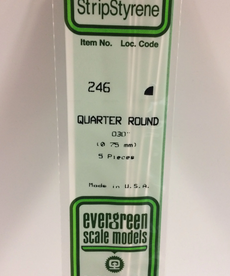 StripStyrene
Item No. Loc. Code
246
QUARTER ROUND
.030"
(0.75 mm)
5 Pieces
Made in U.S.A.
evergreen
scale models